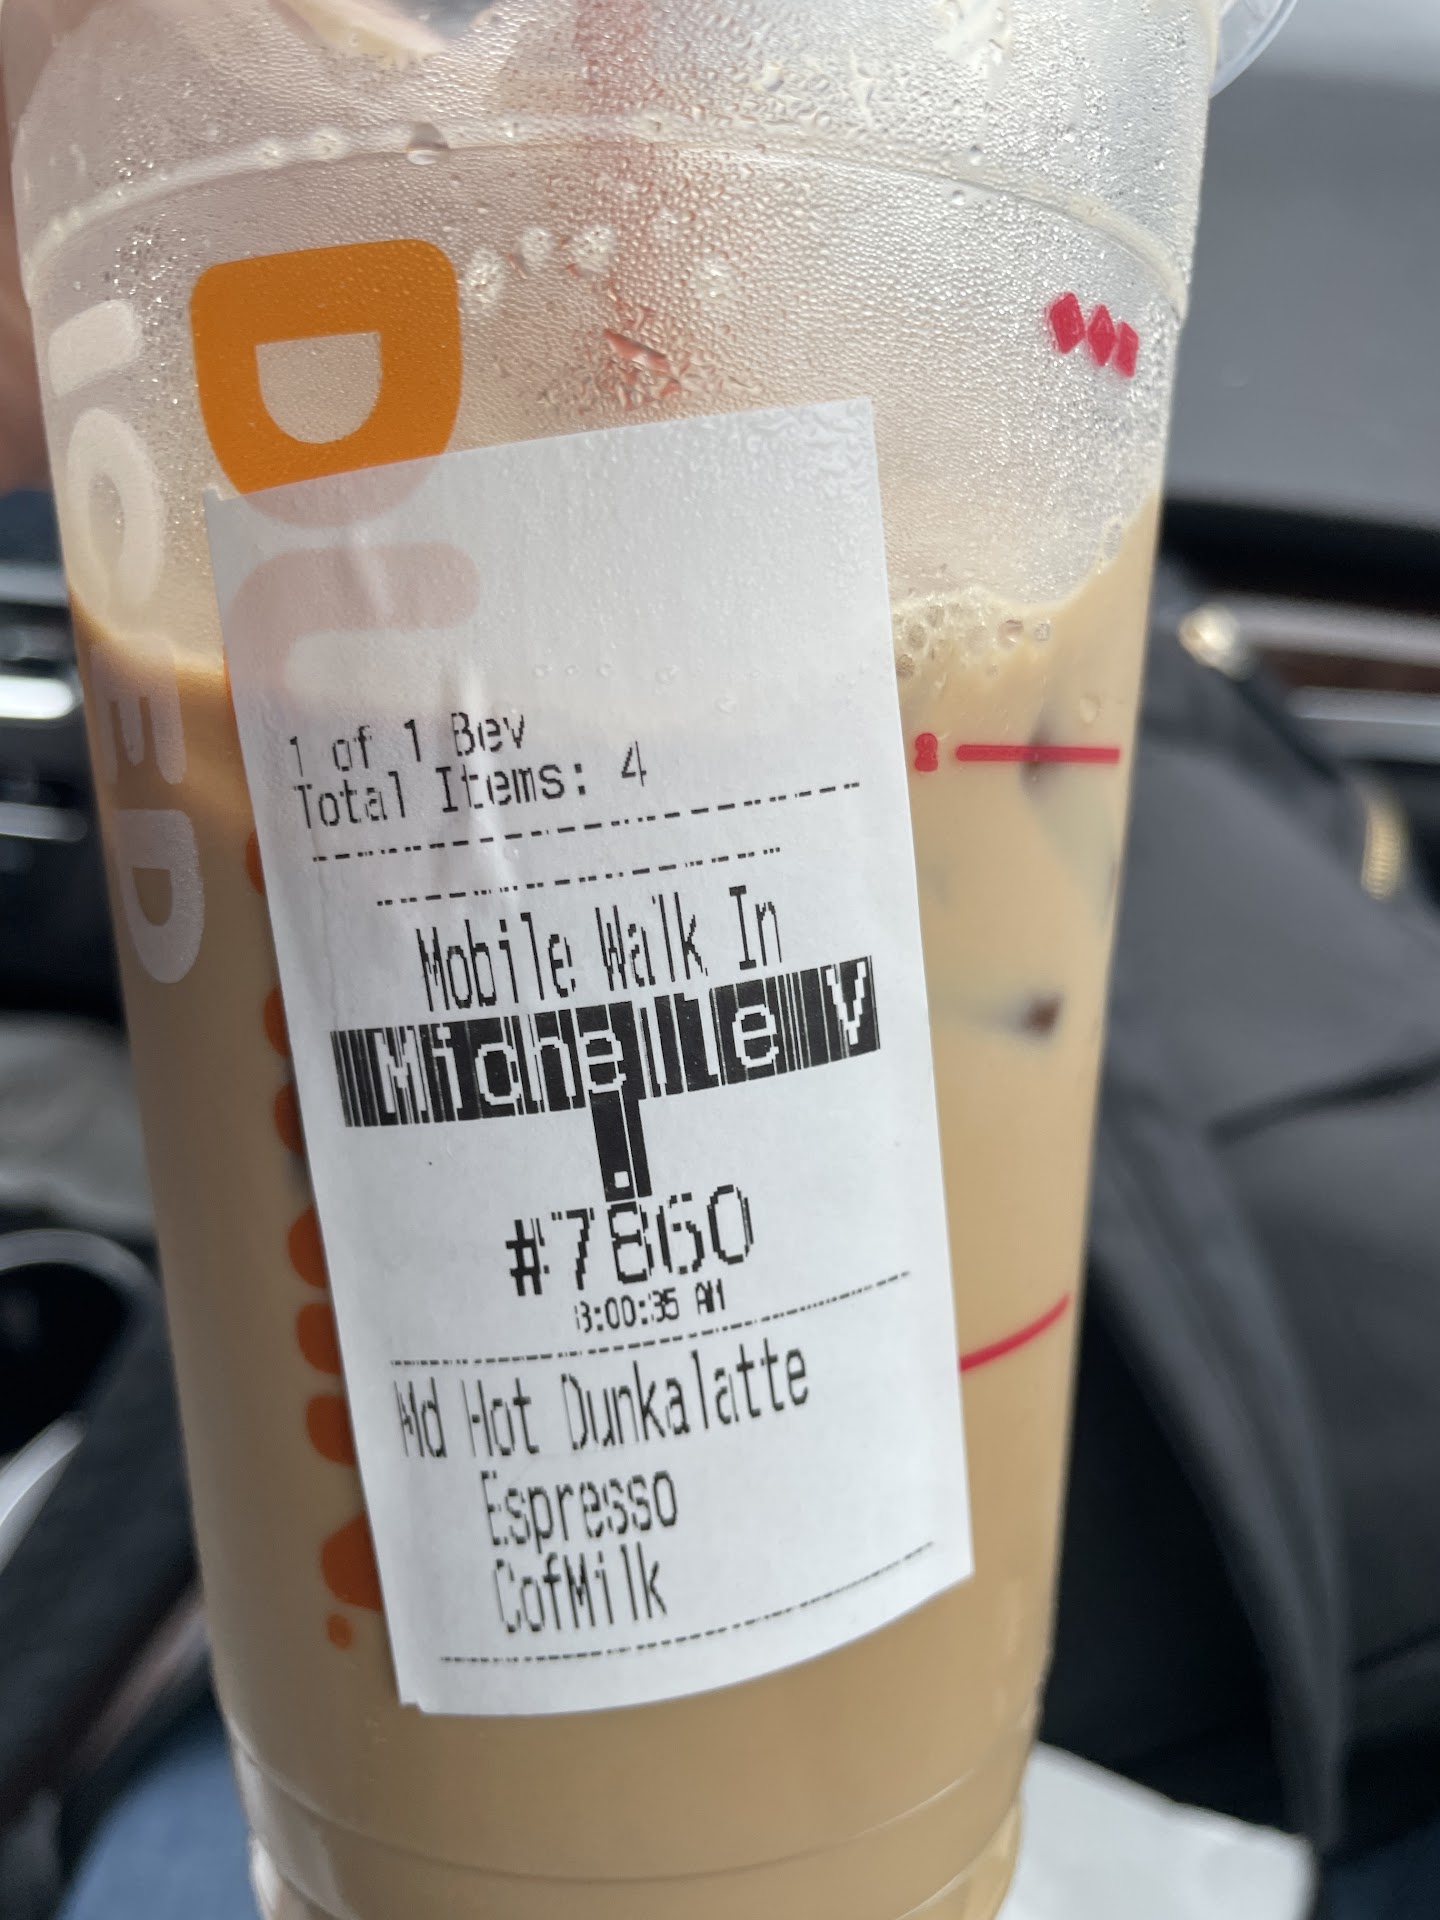 ICED
1 of 1 Bev
Total Items: 4
Mobile Walk In
Michelle V
.
#7860
8:00:35 AM
Md Hot Dunkalatte
Espresso
CofMilk